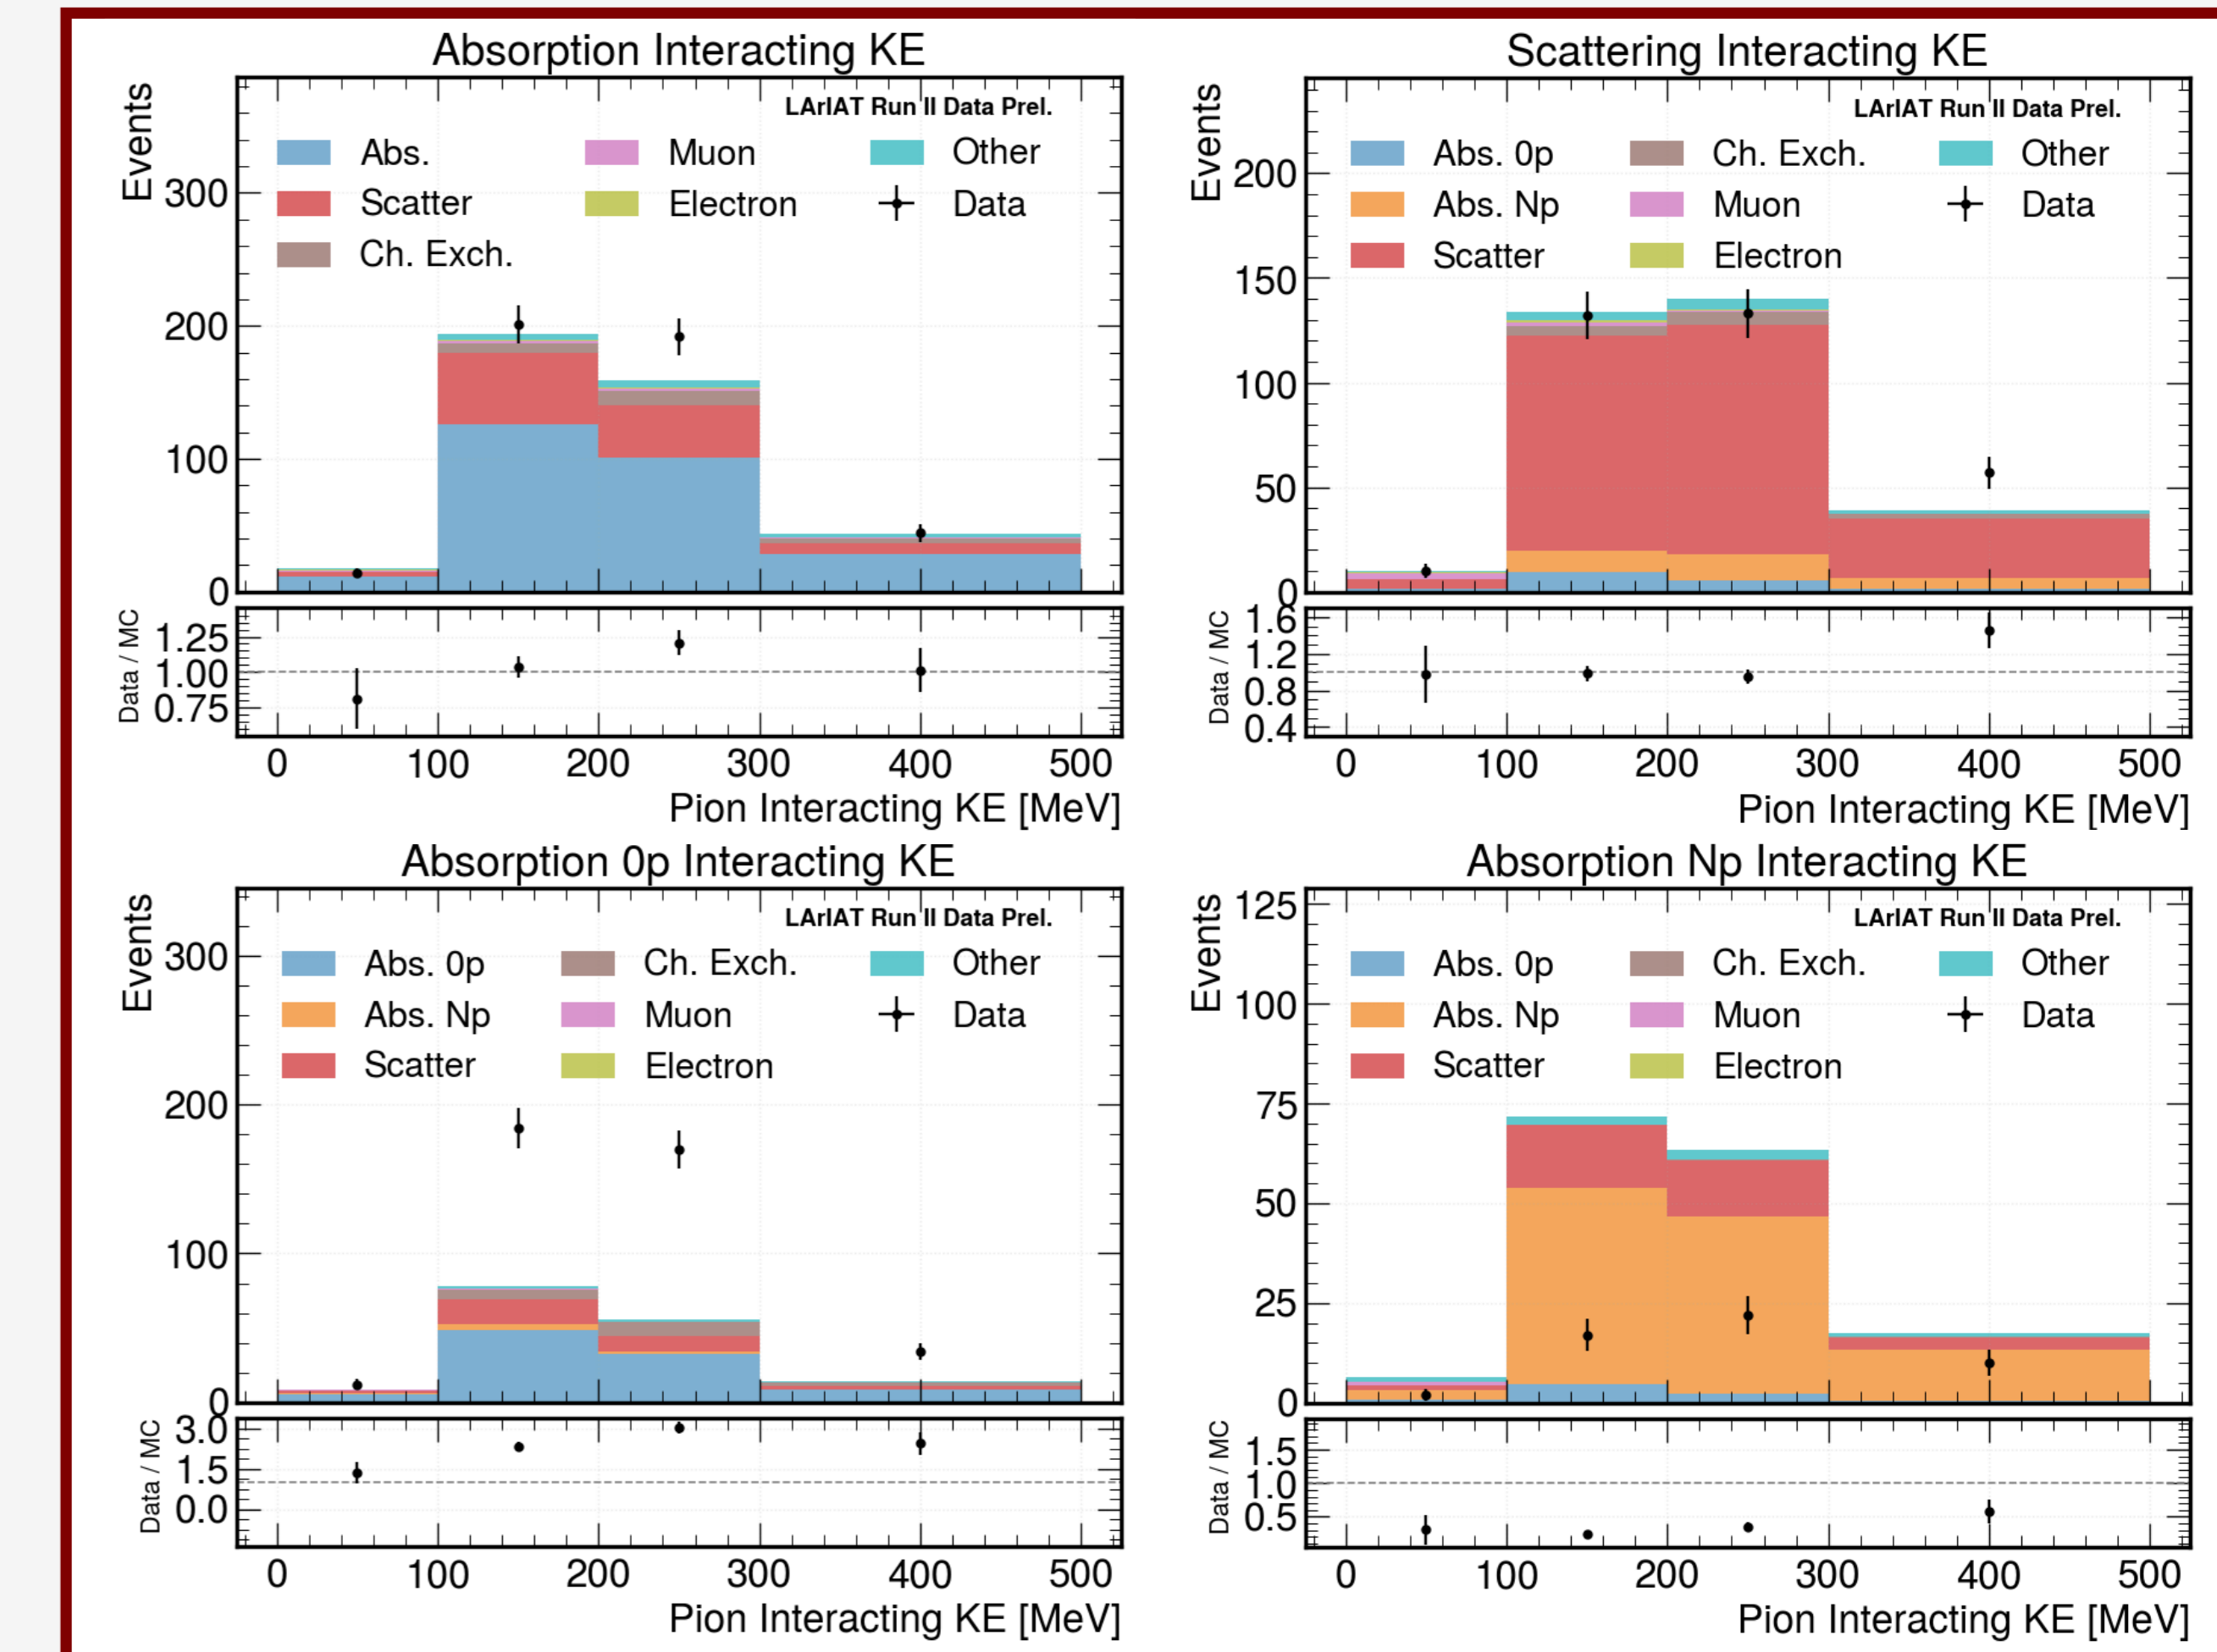 Absorption Interacting KE
Events
LArIAT Run II Data Prel.
Abs.
Muon
Other
Scatter
Electron
Data
Ch. Exch.
300
200
100
0
Data / MC
1.25
1.00
0.75
0 100 200 300 400 500
Pion Interacting KE [MeV]
Scattering Interacting KE
Events
LArIAT Run II Data Prel.
Abs. 0p
Ch. Exch.
Other
Abs. Np
Muon
Data
Scatter
Electron
200
150
100
50
0
Data / MC
1.6
1.2
0.8
0.4
0 100 200 300 400 500
Pion Interacting KE [MeV]
Absorption 0p Interacting KE
Events
LArIAT Run II Data Prel.
Abs. 0p
Ch. Exch.
Other
Abs. Np
Muon
Data
Scatter
Electron
300
200
100
0
Data / MC
3.0
1.5
0.0
0 100 200 300 400 500
Pion Interacting KE [MeV]
Absorption Np Interacting KE
Events
LArIAT Run II Data Prel.
Abs. 0p
Ch. Exch.
Other
Abs. Np
Muon
Data
Scatter
Electron
125
100
75
50
25
0
Data / MC
1.5
1.0
0.5
0 100 200 300 400 500
Pion Interacting KE [MeV]